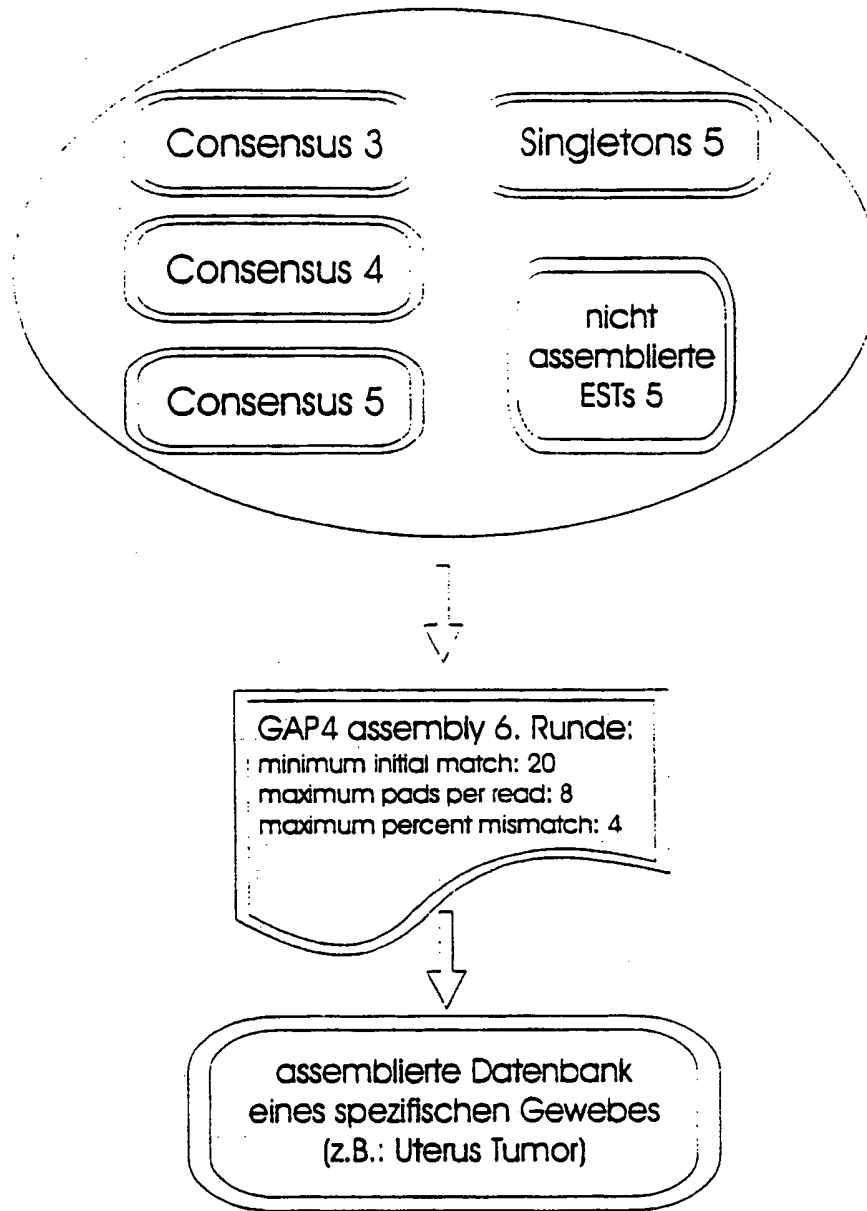 Consensus 3
Singletons 5
Consensus 4
nicht
assemblierte
ESTs 5
Consensus 5
GAP4 assembly 6. Runde:
minimum initial match: 20
maximum pads per read: 8
maximum percent mismatch: 4
assemblierte Datenbank
eines spezifischen Gewebes
(z.B.: Uterus Tumor)